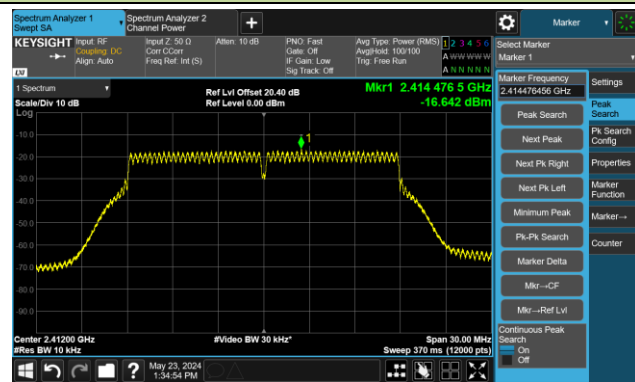 Spectrum Analyzer 1
Swept SA
Spectrum Analyzer 2
Channel Power
+
Marker
KEYSIGHT
Input: RF
Coupling: DC
Align: Auto
Input Z: 50 Ω
Corr CCorr
Freq Ref: Int (S)
Atten: 10 dB
PNO: Fast
Gate: Off
IF Gain: Low
Sig Track: Off
Avg Type: Power (RMS)
Avg|Hold: 100/100
Trig: Free Run
1 2 3 4 5 6
A W W W W W
A N N N N N
LXI
Select Marker
Marker 1
1 Spectrum
Scale/Div 10 dB
Log
Ref Lvl Offset 20.40 dB
Ref Level 0.00 dBm
Mkr1 2.414 476 5 GHz
-16.642 dBm
-10.0
-20.0
-30.0
-40.0
-50.0
-60.0
-70.0
-80.0
-90.0
1
Center 2.41200 GHz
#Res BW 10 kHz
#Video BW 30 kHz*
Span 30.00 MHz
Sweep 370 ms (12000 pts)
Marker Frequency
2.414476456 GHz
Peak Search
Next Peak
Next Pk Right
Next Pk Left
Minimum Peak
Pk-Pk Search
Marker Delta
Mkr→CF
Mkr→Ref Lvl
Continuous Peak
Search
On
Off
Settings
Peak
Search
Pk Search
Config
Properties
Marker
Function
Marker→
Counter
?
May 23, 2024
1:34:54 PM